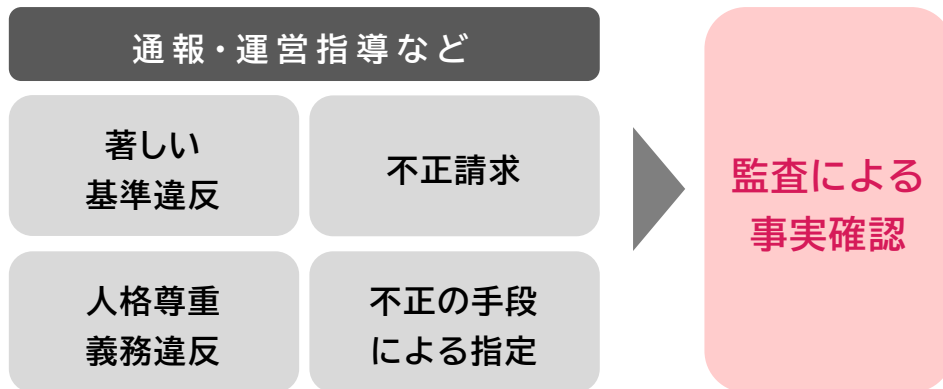 通報・運営指導など
著しい
基準違反
不正請求
人格尊重
義務違反
不正の手段
による指定
監査による
事実確認